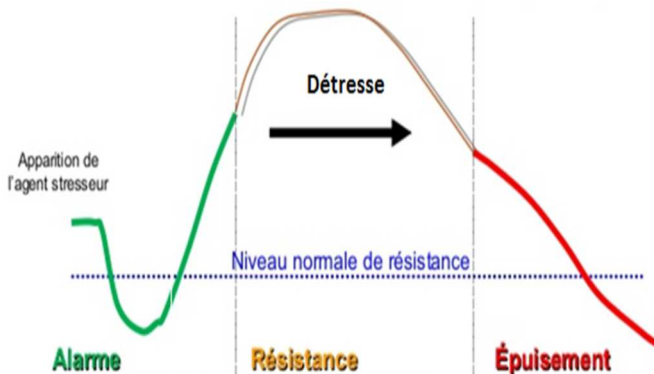 Détresse
Apparition de
l'agent stresseur
Niveau normale de résistance
Alarme
Résistance
Épuisement